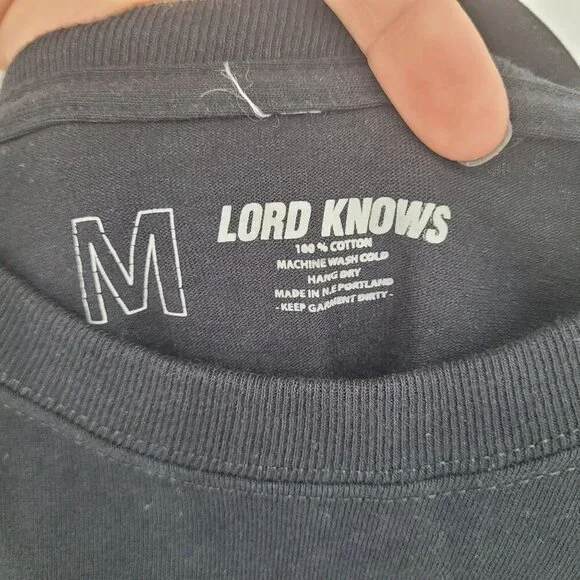 M
LORD KNOWS
100 % COTTON
MACHINE WASH COLD
HANG DRY
MADE IN N.E PORTLAND
- KEEP GARMENT DIRTY -